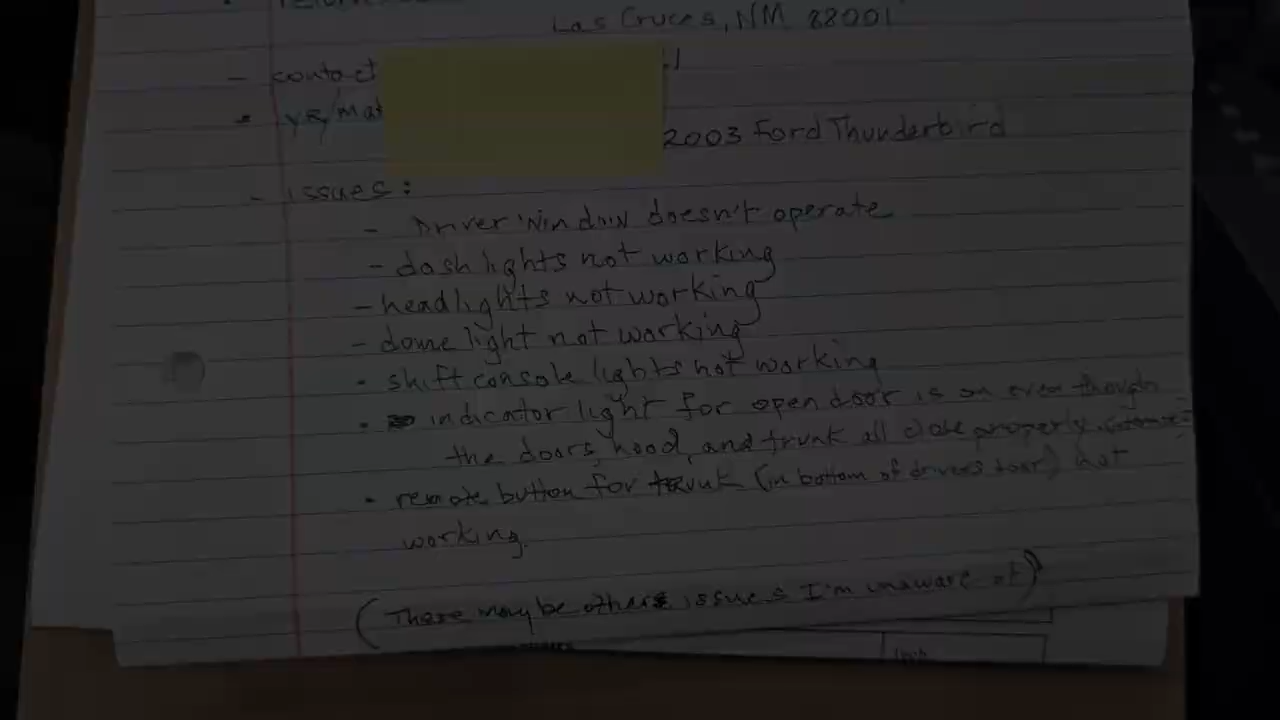 Las Cruces, NM 88001
- contact
• YR/Mak
2003 Ford Thunderbird
- issues:
- Driver Window doesn't operate
- dash lights not working
- headlights not working
- dome light not working
• shift console lights not working
• indicator light for open door is on even though
the doors, hood, and trunk all close properly.
• remote button for trunk (in bottom of drivers door) not
working.
(There may be other issues I'm unaware of)